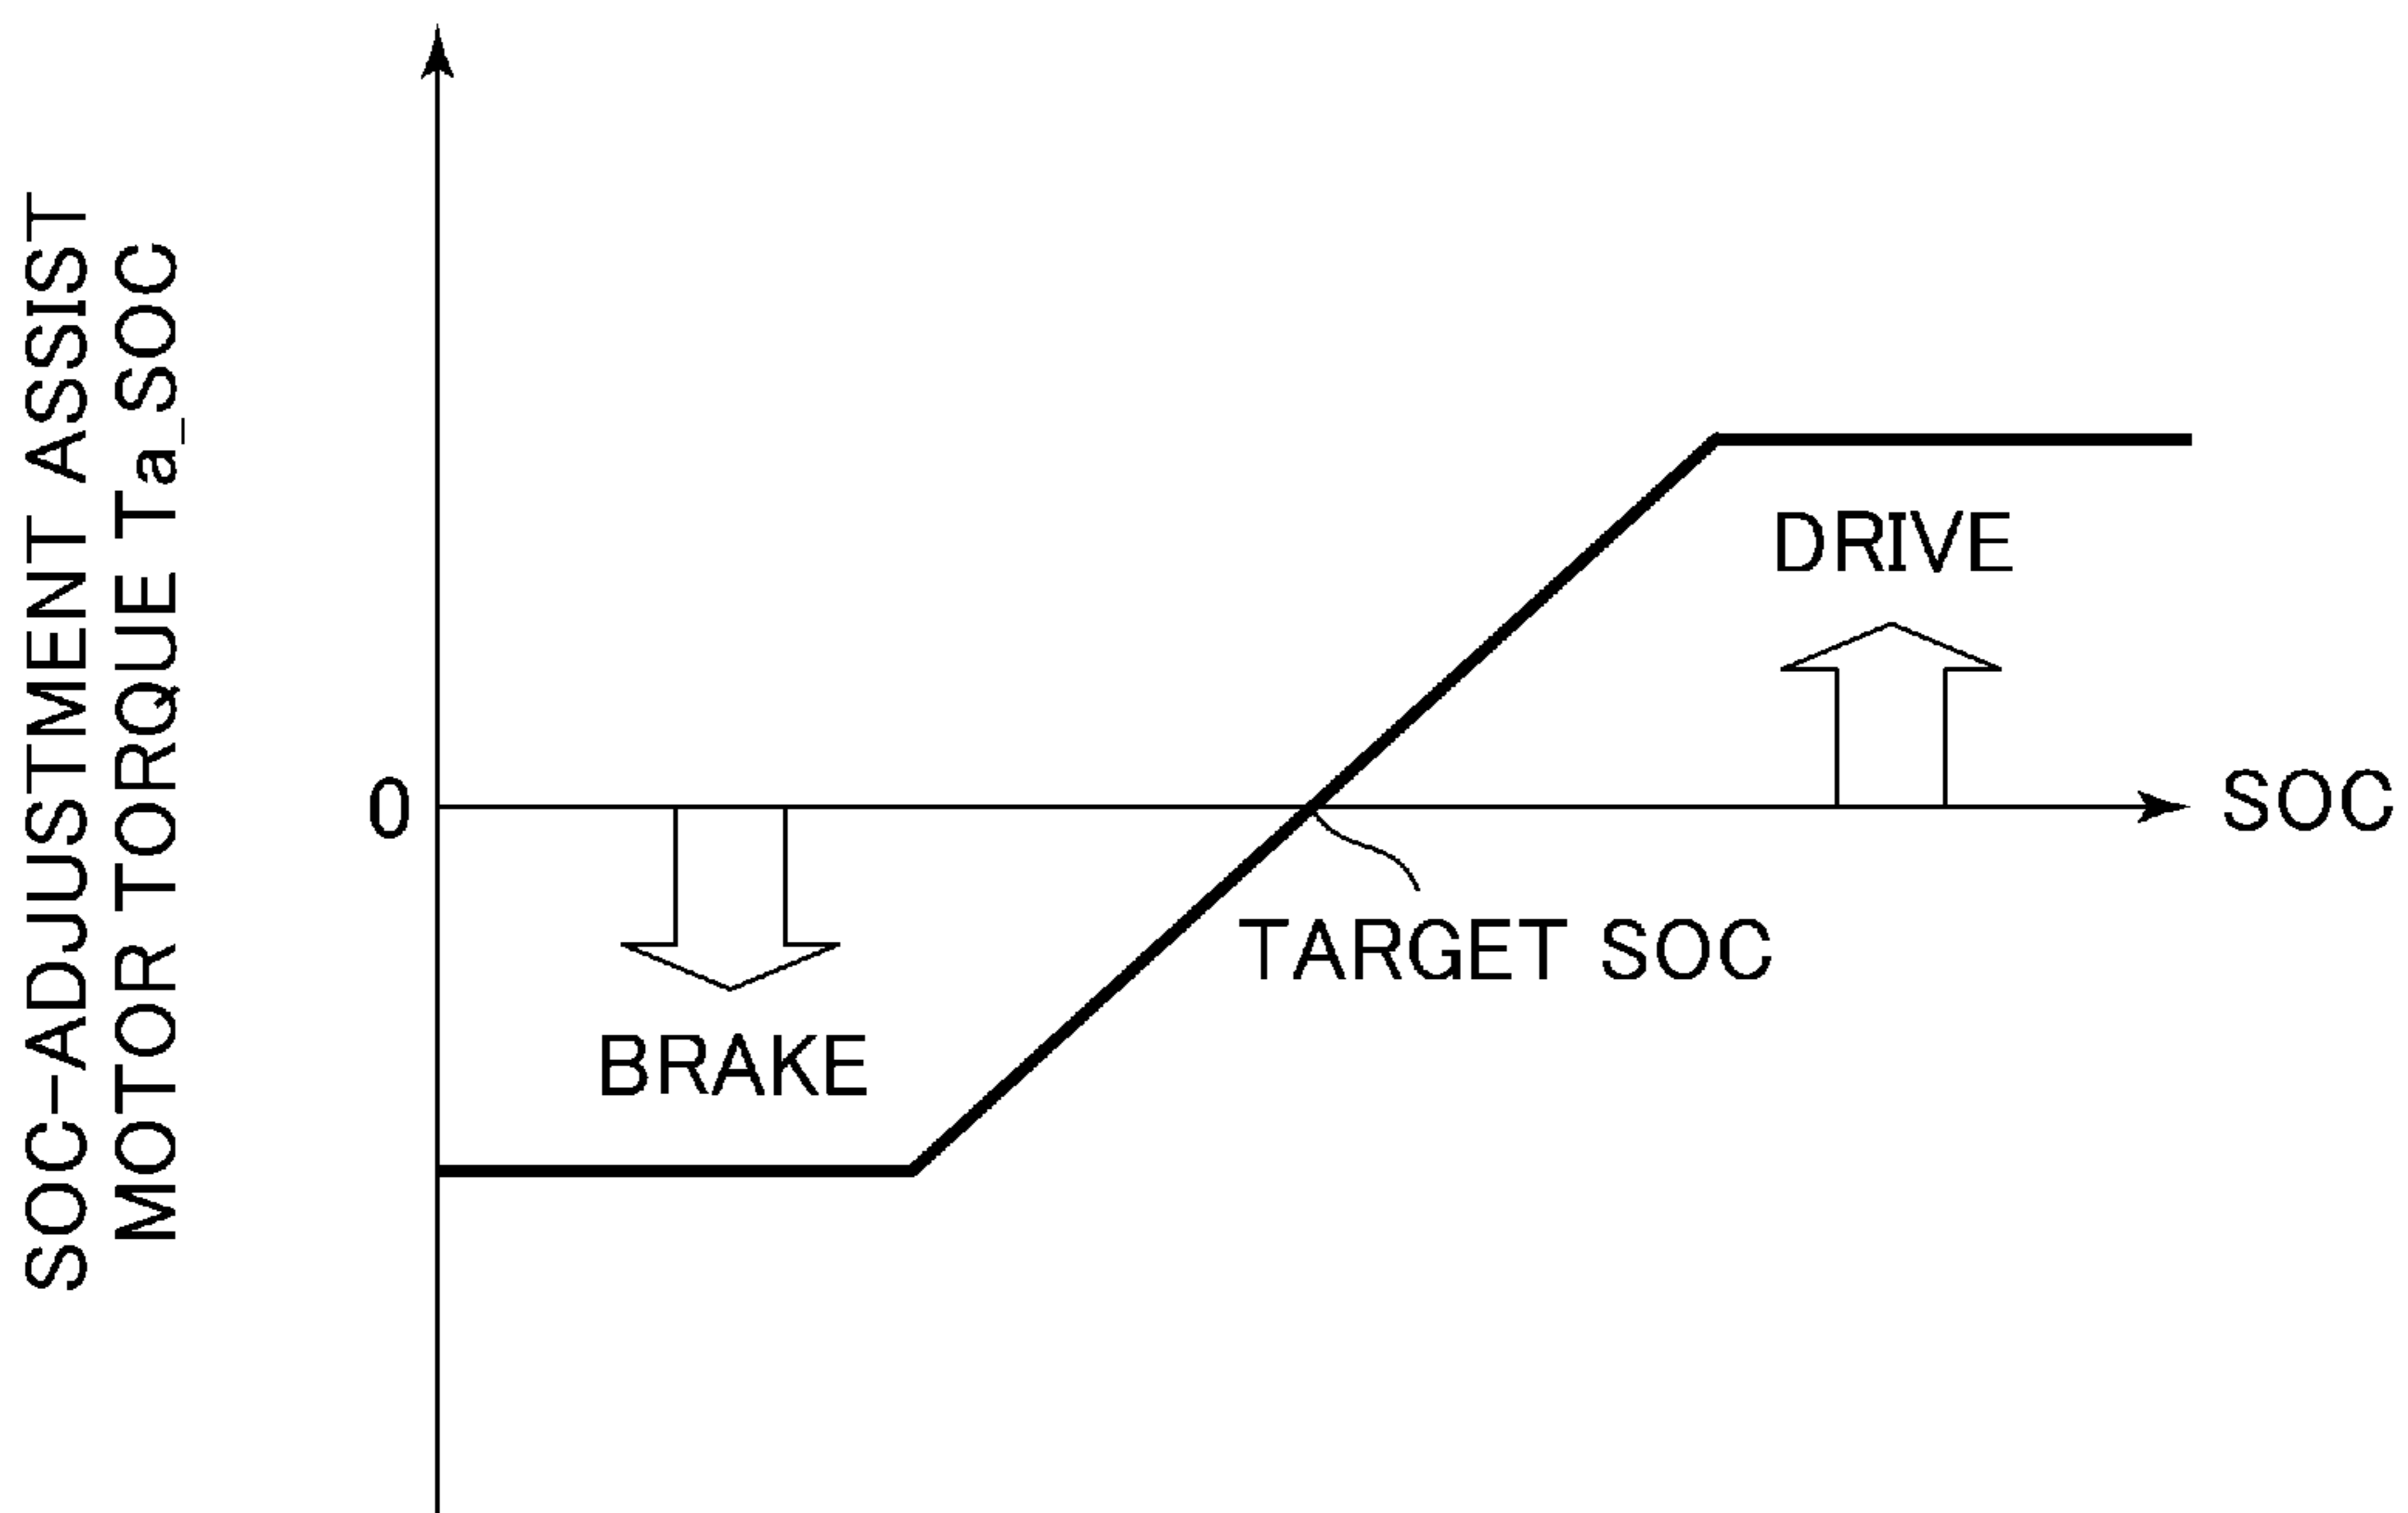 SOC-ADJUSTMENT ASSIST
MOTOR TORQUE Ta_SOC
DRIVE
0
SOC
TARGET SOC
BRAKE